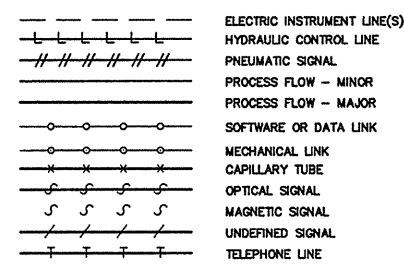 ELECTRIC INSTRUMENT LINE(S)
HYDRAULIC CONTROL LINE
PNEUMATIC SIGNAL
PROCESS FLOW – MINOR
PROCESS FLOW – MAJOR
SOFTWARE OR DATA LINK
MECHANICAL LINK
CAPILLARY TUBE
OPTICAL SIGNAL
MAGNETIC SIGNAL
UNDEFINED SIGNAL
TELEPHONE LINE